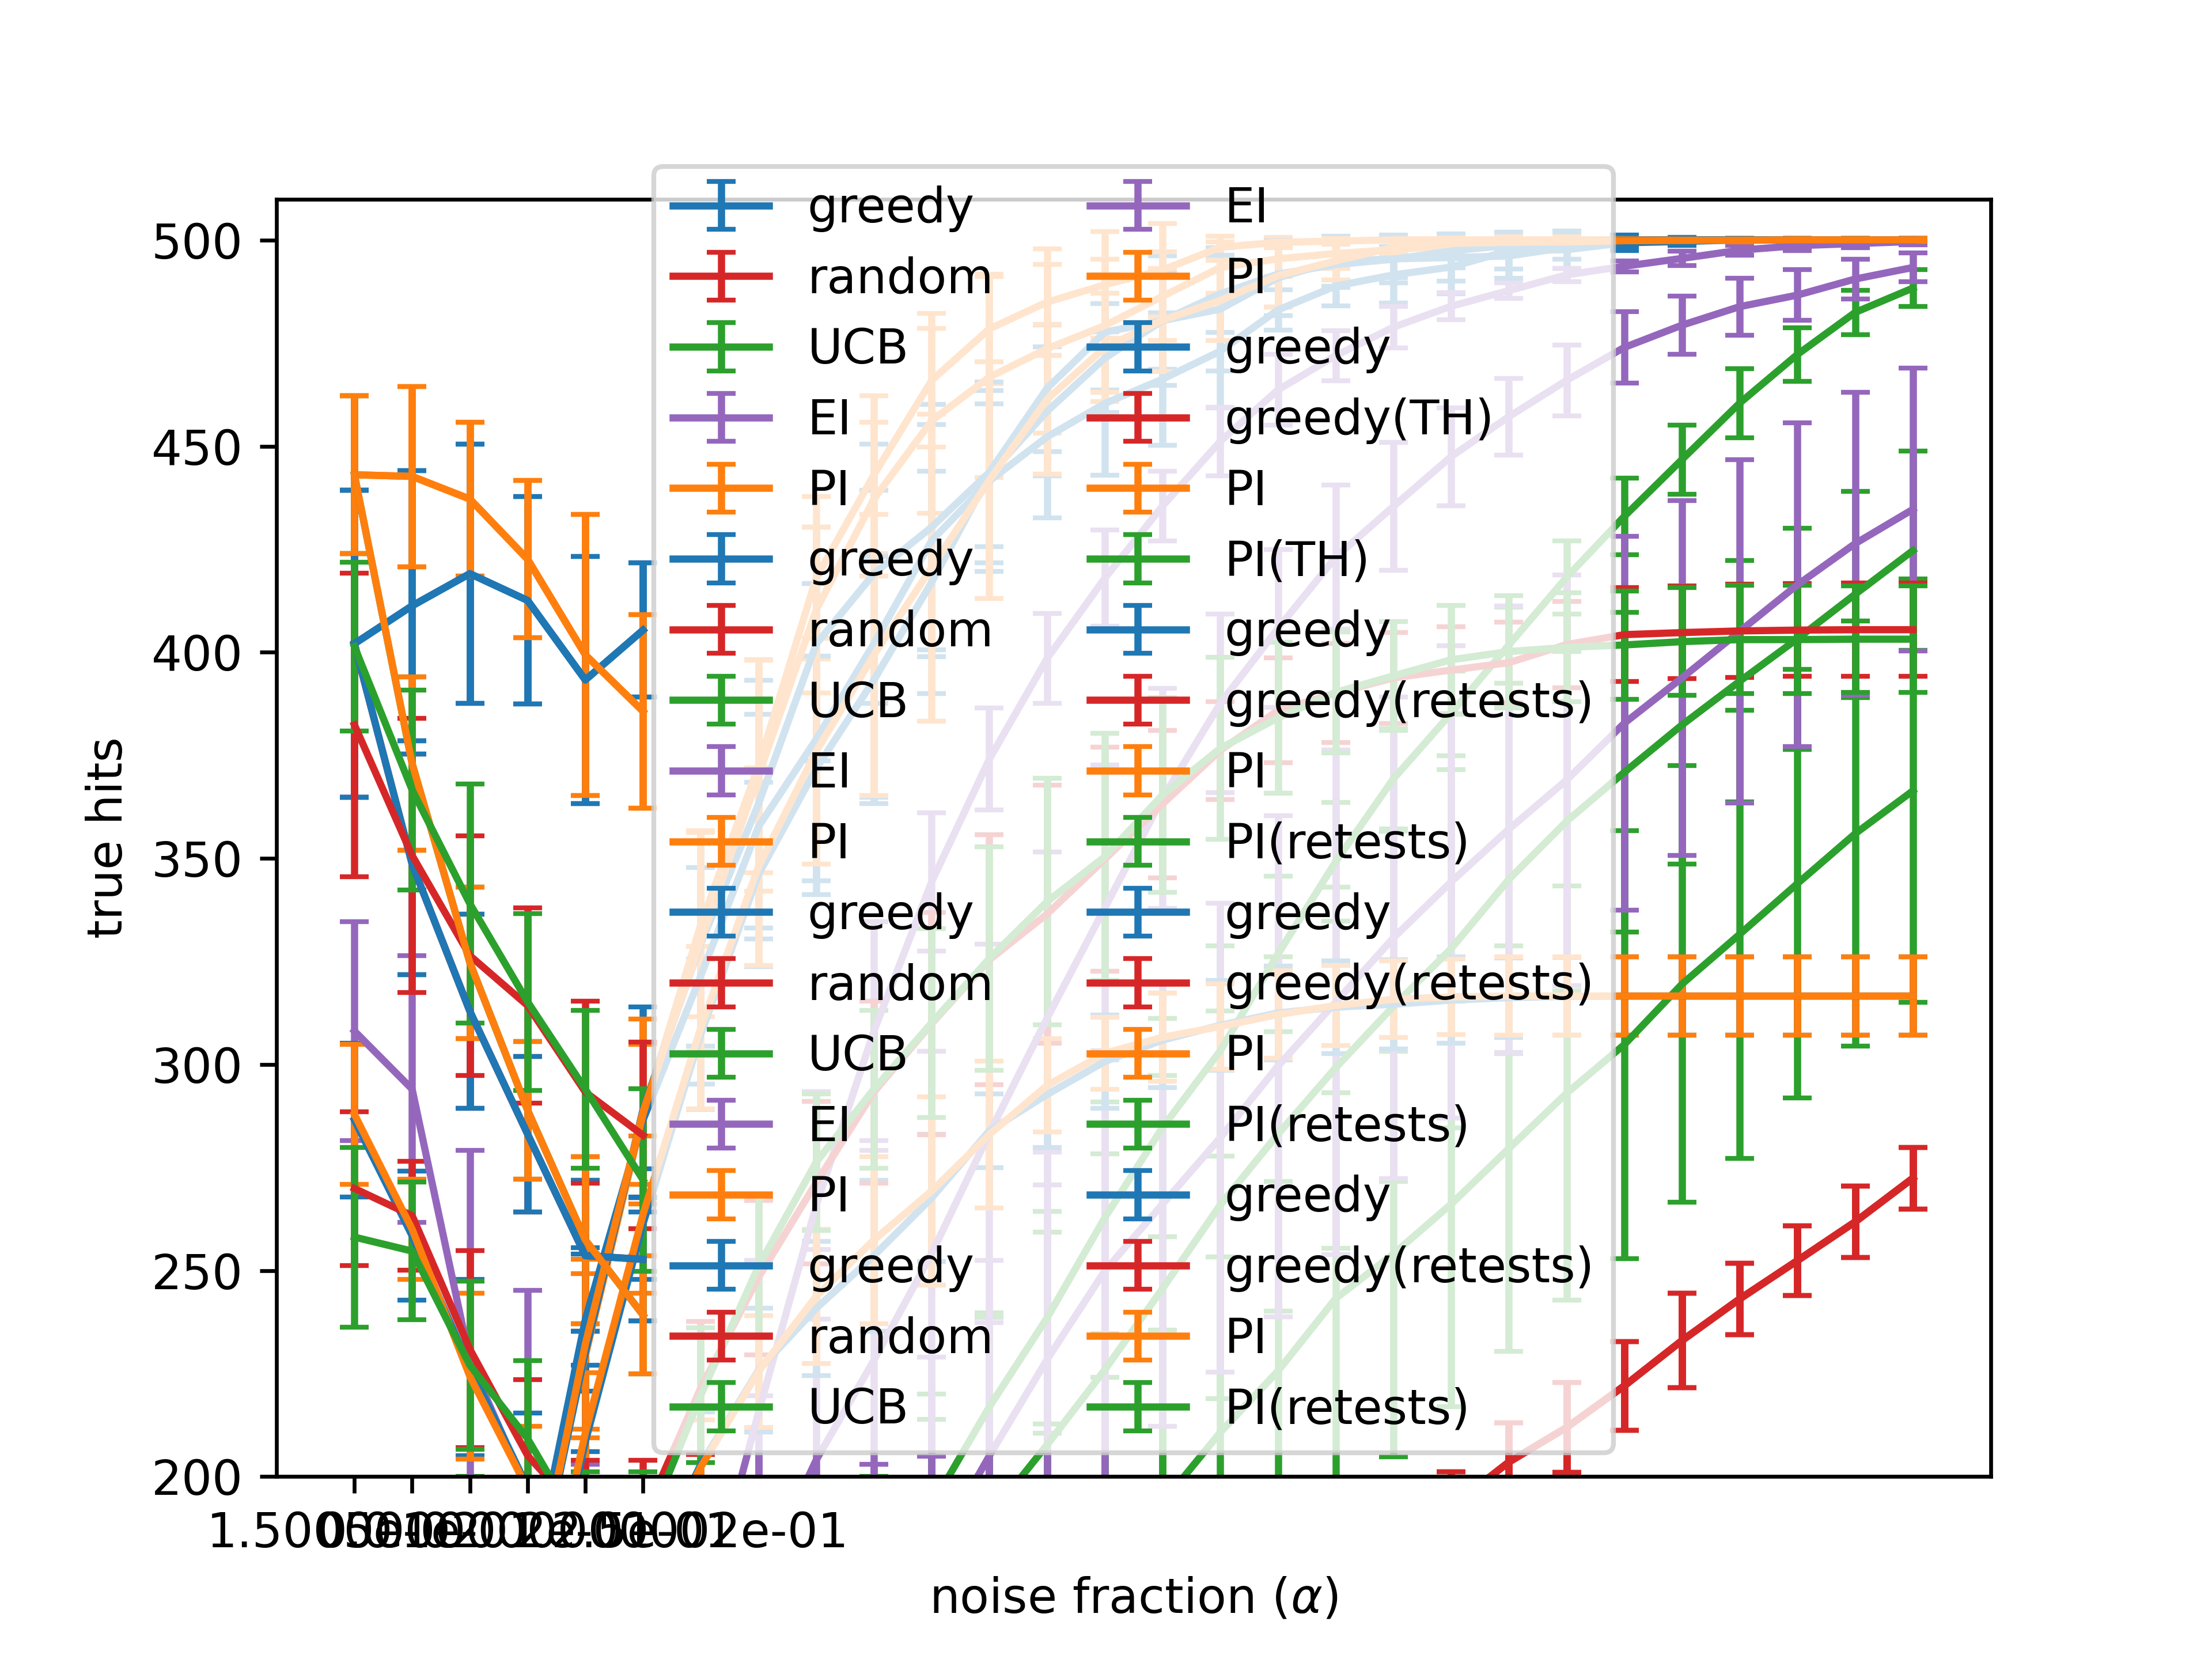 500
450
400
350
300
250
200
true hits
greedy
random
UCB
EI
PI
greedy
random
UCB
EI
PI
greedy
random
UCB
EI
PI
greedy
random
UCB
EI
PI
greedy
greedy(TH)
PI
PI(TH)
greedy
greedy(retests)
PI
PI(retests)
greedy
greedy(retests)
PI
PI(retests)
greedy
greedy(retests)
PI
PI(retests)
noise fraction (α)